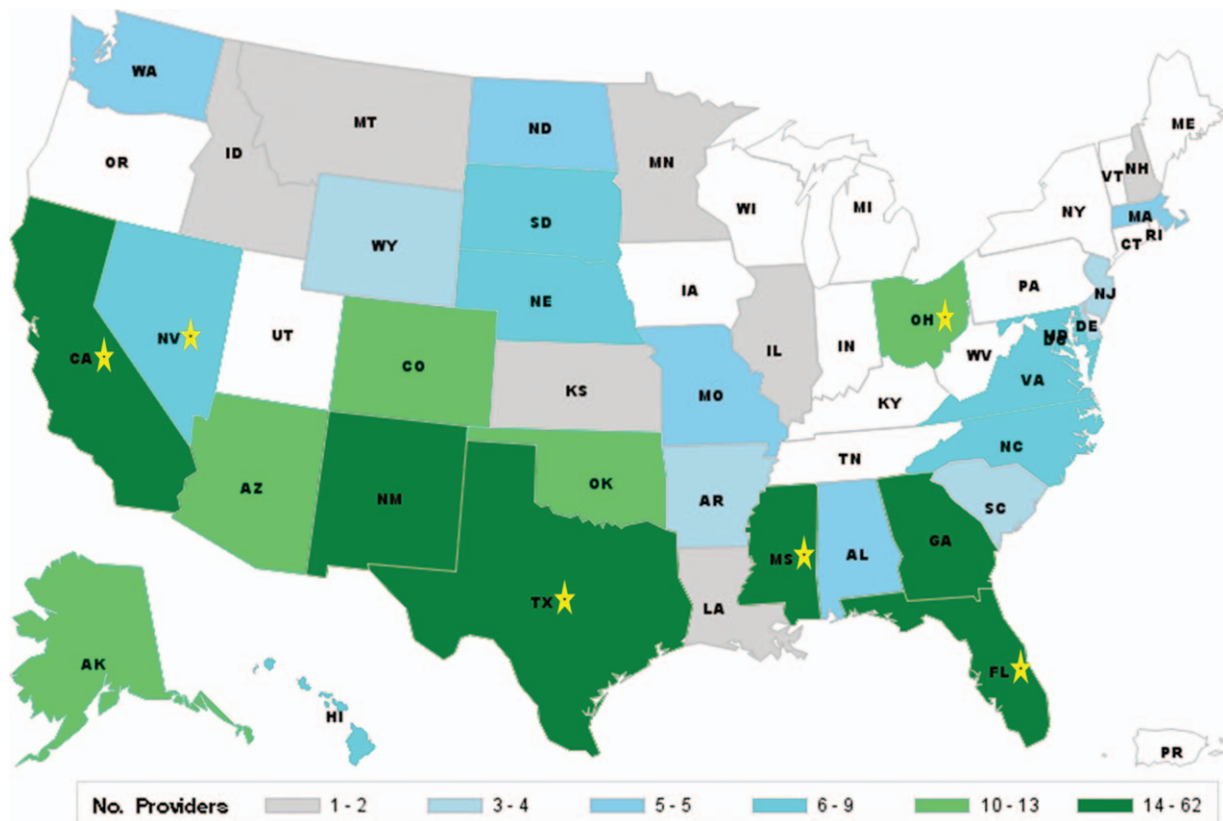 WA
MT
ND
MN
ME
OR
ID
VT
NH
WI
MI
NY
MA
SD
WY
CT
RI
IA
PA
NJ
NE
OH
DE
MD
DC
NV
UT
IL
IN
WV
CA
CO
KS
MO
VA
KY
NC
TN
AZ
NM
OK
AR
SC
GA
MS
AL
TX
LA
AK
FL
HI
PR
No. Providers 1 - 2 3 - 4 5 - 5 6 - 9 10 - 13 14 - 62